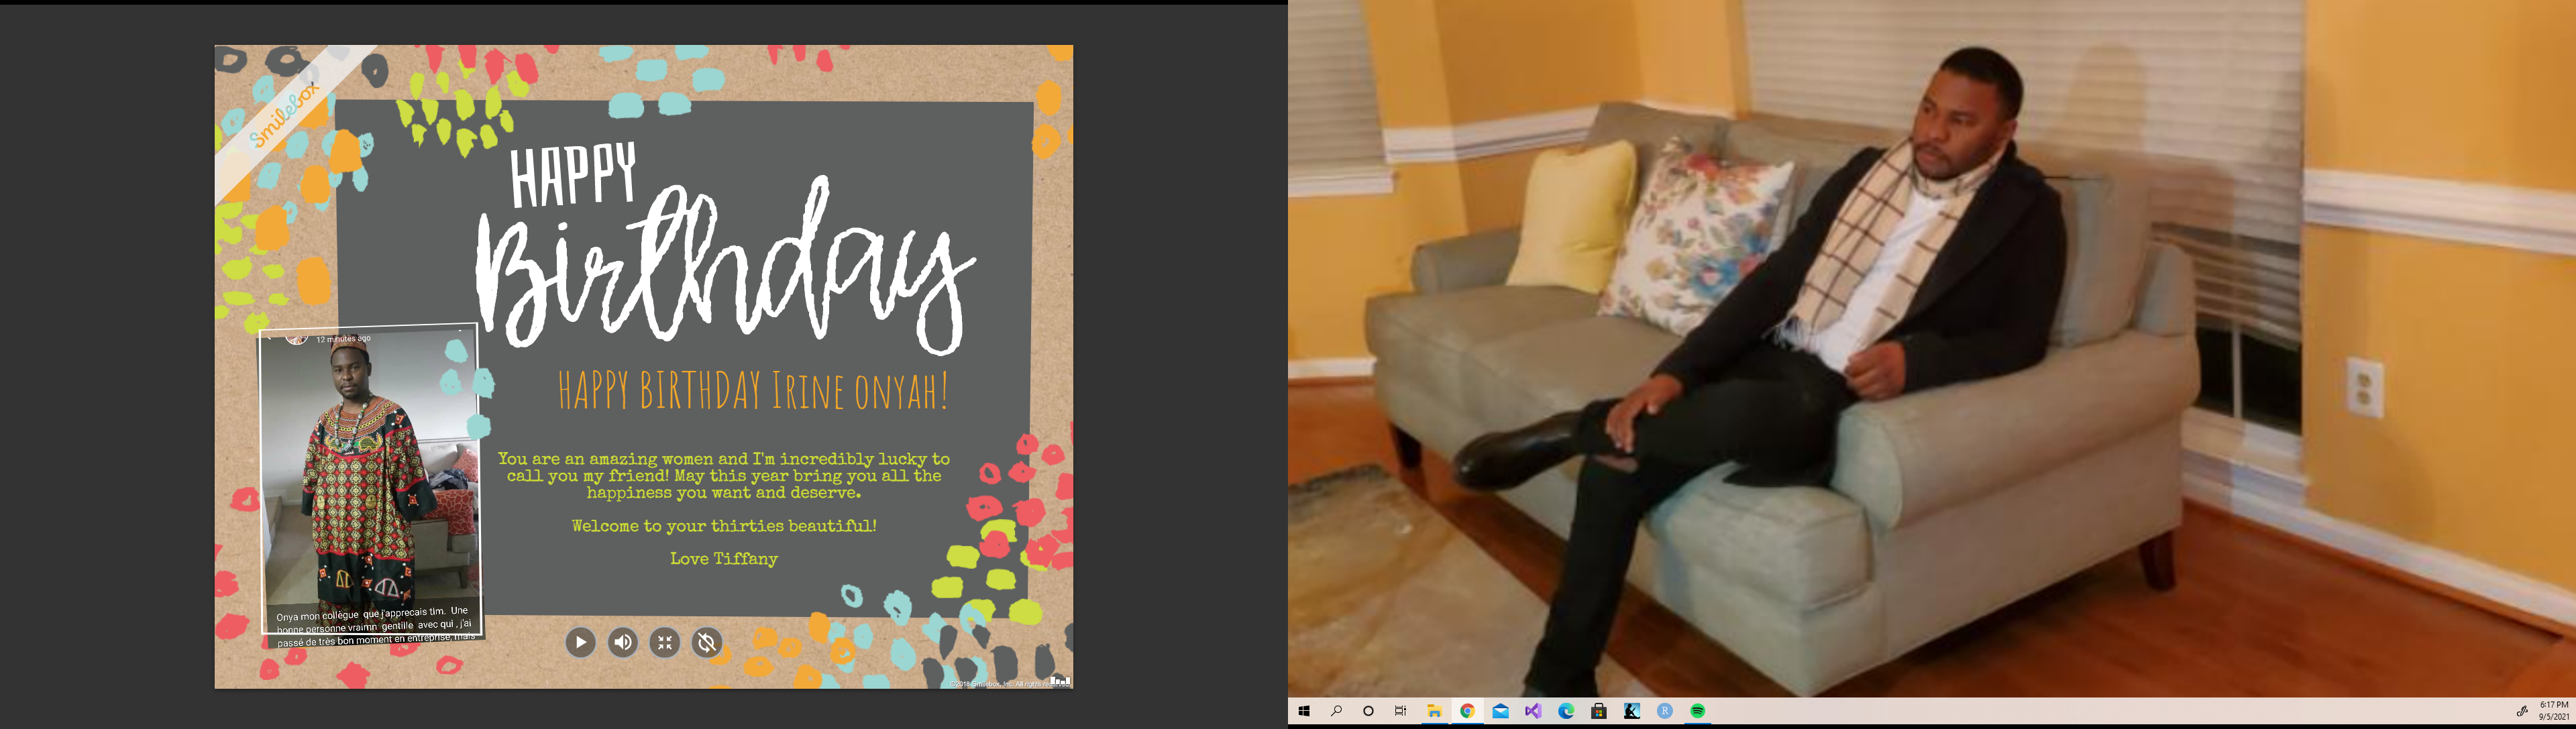 Smilebox
HAPPY
Birthday
HAPPY BIRTHDAY IRINE ONYAH!
12 minutes ago
You are an amazing women and I'm incredibly lucky to
call you my friend! May this year bring you all the
happiness you want and deserve.
Welcome to your thirties beautiful!
Love Tiffany
Onya mon collègue que j'apprecais tlm. Une
bonne personne vraimn gentille avec qui , j'ai
passé de très bon moment en entreprise, mais
©2018 Smilebox, Inc. All rights reserved
R
6:17 PM
9/5/2021